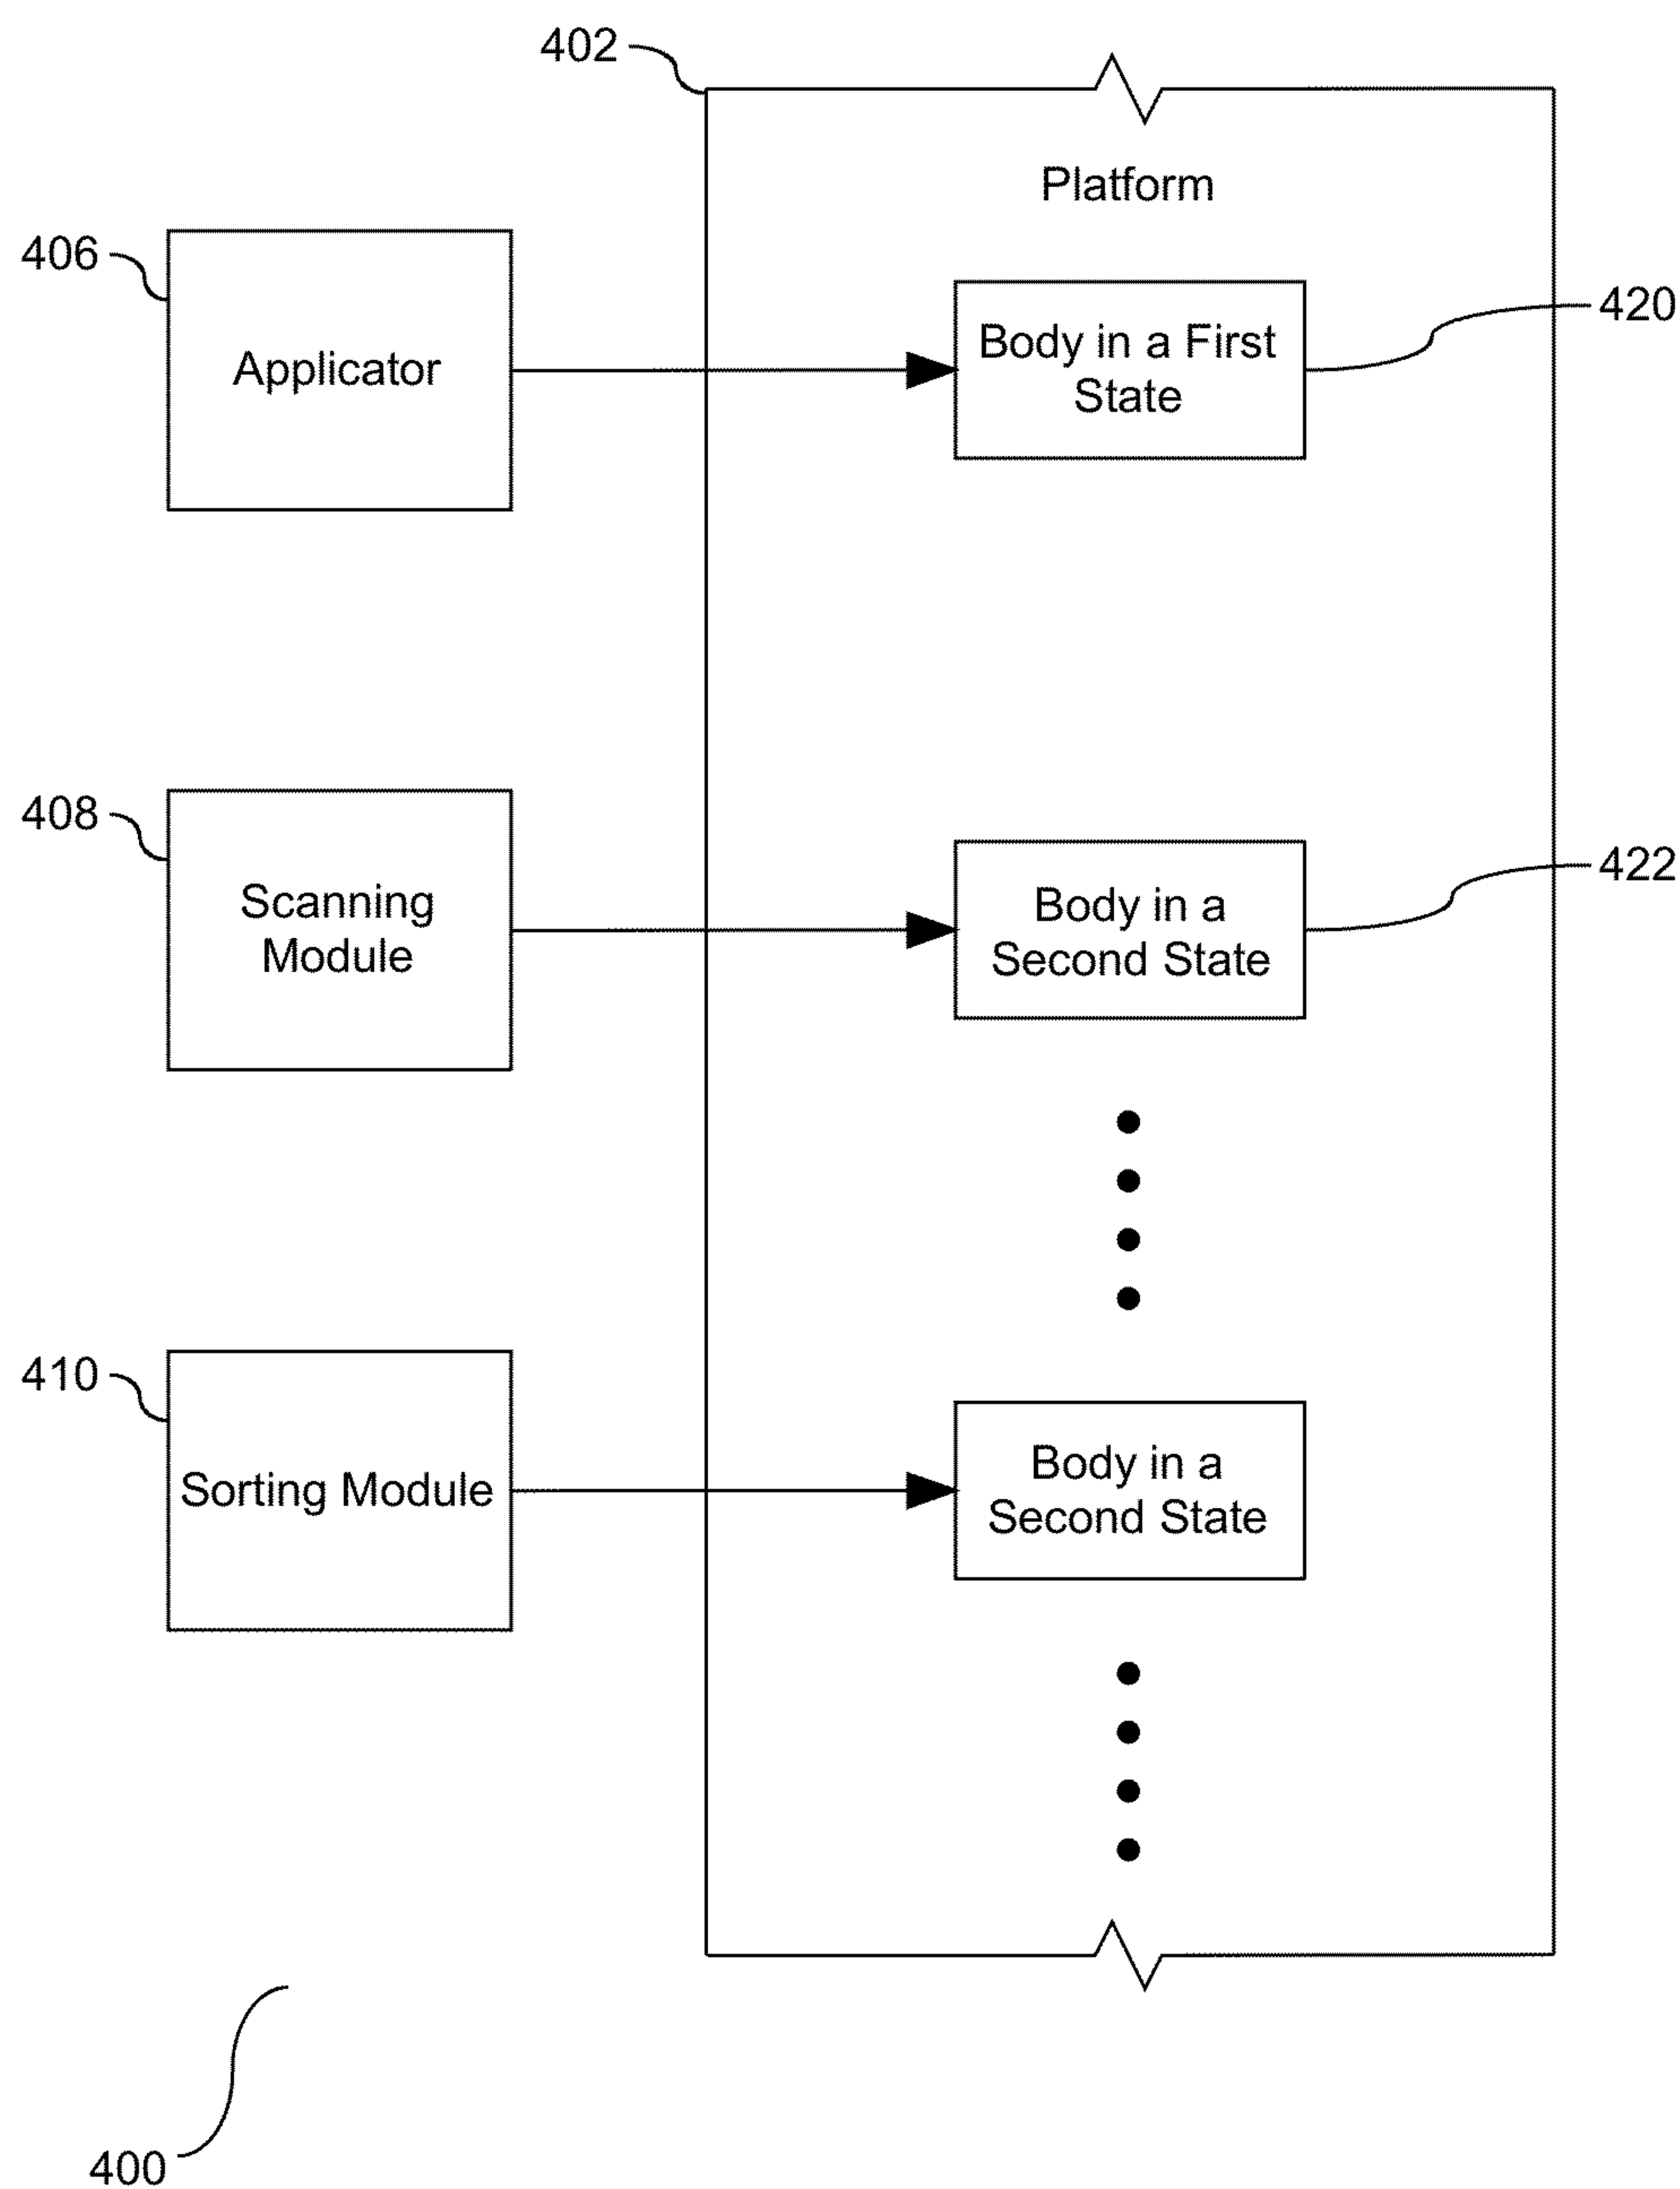 402
Platform
406
Applicator
Body in a First
State
420
408
Scanning
Module
Body in a
Second State
422
410
Sorting Module
Body in a
Second State
400